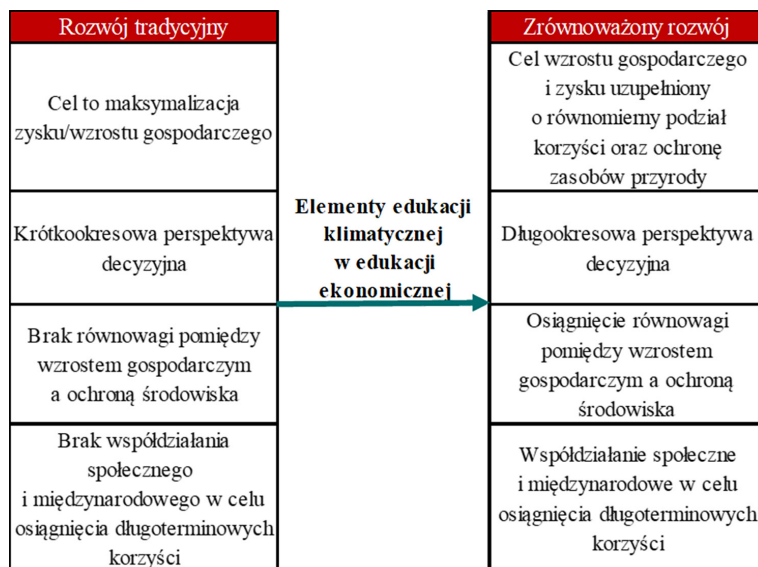 Rozwój tradycyjny
Cel to maksymalizacja
zysku/wzrostu gospodarczego
Krótkookresowa perspektywa
decyzyjna
Brak równowagi pomiędzy
wzrostem gospodarczym
a ochroną środowiska
Brak współdziałania
społecznego
i międzynarodowego w celu
osiągnięcia długoterminowych
korzyści
Elementy edukacji
klimatycznej
w edukacji
ekonomicznej
Zrównoważony rozwój
Cel wzrostu gospodarczego
i zysku uzupełniony
o równomierny podział
korzyści oraz ochronę
zasobów przyrody
Długookresowa perspektywa
decyzyjna
Osiągnięcie równowagi
pomiędzy wzrostem
gospodarczym a ochroną
środowiska
Współdziałanie społeczne
i międzynarodowe w celu
osiągnięcia długoterminowych
korzyści